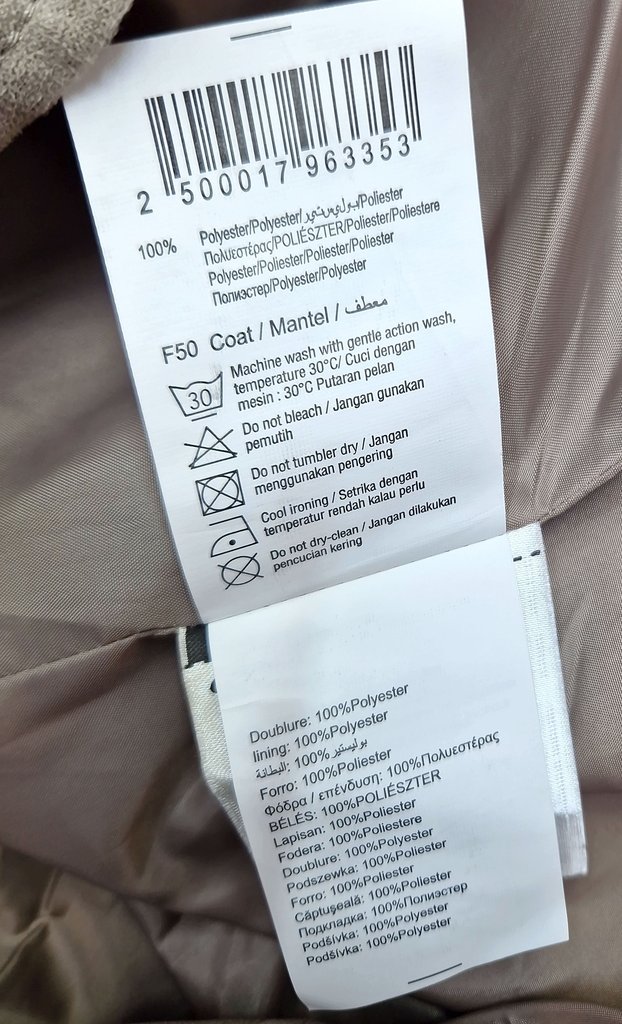 2 500017 963353
100% Polyester/Polyester/بوليستير/Poliester
Πολυεστέρας/POLIÉSZTER/Poliester/Poliestere
Polyester/Poliester/Poliester/Poliester
Полиэстер/Polyester/Polyester
F50 Coat / Mantel / معطف
30
Machine wash with gentle action wash,
temperature 30°C/ Cuci dengan
mesin : 30°C Putaran pelan
Do not bleach / Jangan gunakan
pemutih
Do not tumbler dry / Jangan
menggunakan pengering
Cool ironing / Setrika dengan
temperatur rendah kalau perlu
Do not dry-clean / Jangan dilakukan
pencucian kering
Doublure: 100%Polyester
lining: 100%Polyester
البطانة: 100%بوليستير
Forro: 100%Poliester
Φόδρα / επένδυση: 100%Πολυεστέρας
BÉLÉS: 100%POLIÉSZTER
Lapisan: 100%Poliester
Fodera: 100%Poliestere
Doublure: 100%Polyester
Podszewka: 100%Poliester
Forro: 100%Poliester
Căptuşeală: 100%Poliester
Подкладка: 100%Полиэстер
Podšívka: 100%Polyester
Podšívka: 100%Polyester